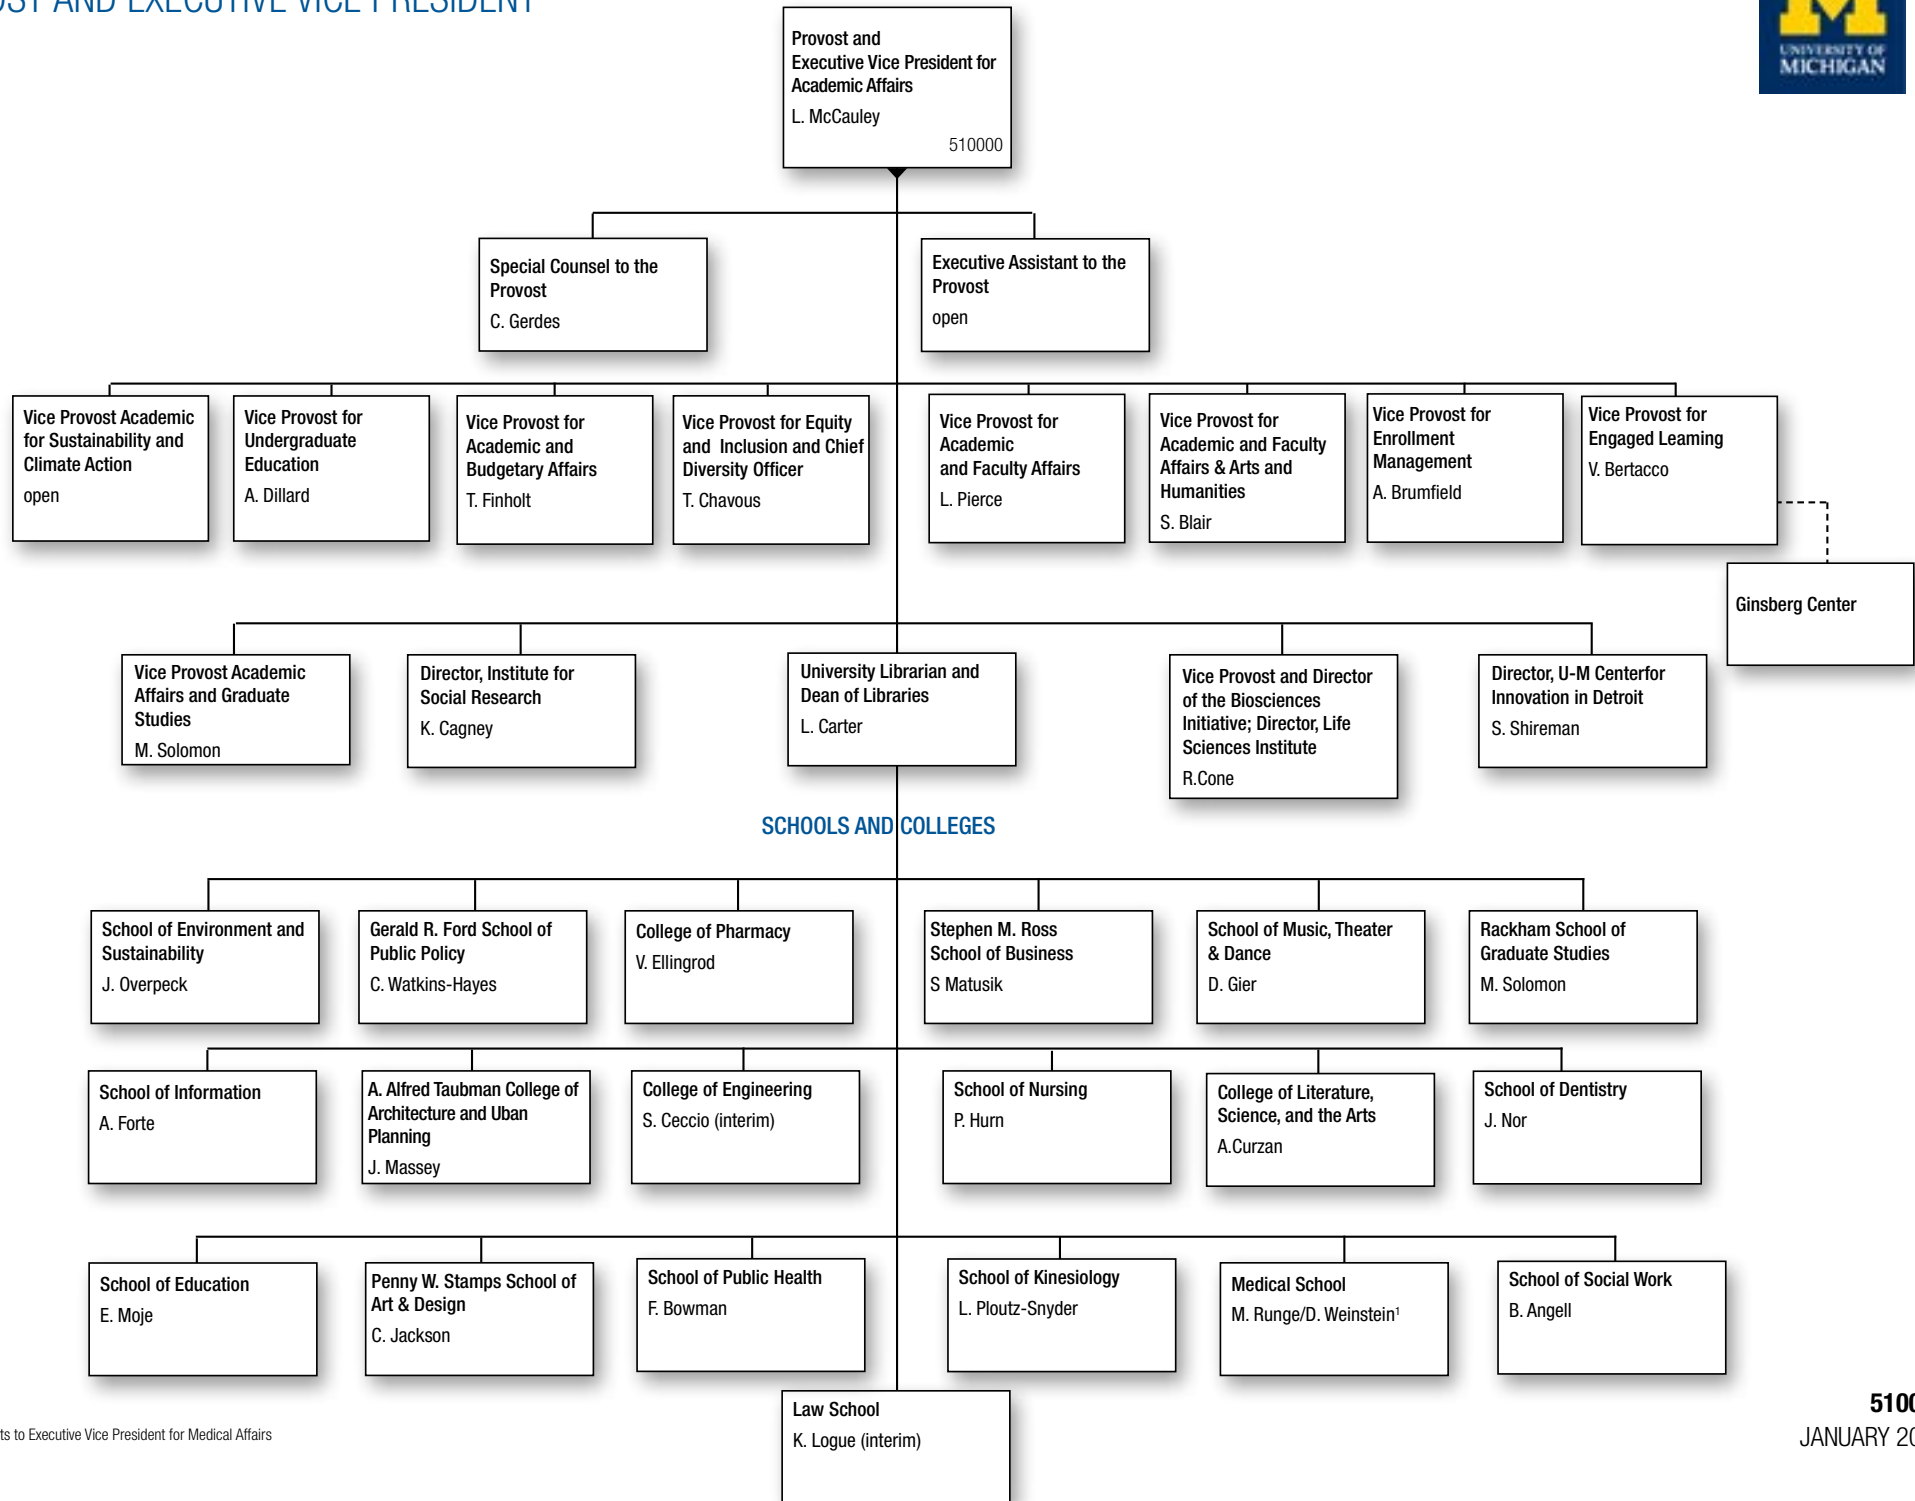 AND EXECUTIVE VICE PRESIDENT
UNIVERSITY OF
MICHIGAN
Provost and
Executive Vice President for
Academic Affairs
L. McCauley
510000
Special Counsel to the
Provost
C. Gerdes
Executive Assistant to the
Provost
open
Vice Provost Academic
for Sustainability and
Climate Action
open
Vice Provost for
Undergraduate
Education
A. Dillard
Vice Provost for
Academic and
Budgetary Affairs
T. Finholt
Vice Provost for Equity
and Inclusion and Chief
Diversity Officer
T. Chavous
Vice Provost for
Academic
and Faculty Affairs
L. Pierce
Vice Provost for
Academic and Faculty
Affairs & Arts and
Humanities
S. Blair
Vice Provost for
Enrollment
Management
A. Brumfield
Vice Provost for
Engaged Learning
V. Bertacco
Ginsberg Center
Vice Provost Academic
Affairs and Graduate
Studies
M. Solomon
Director, Institute for
Social Research
K. Cagney
University Librarian and
Dean of Libraries
L. Carter
Vice Provost and Director
of the Biosciences
Initiative; Director, Life
Sciences Institute
R.Cone
Director, U-M Centerfor
Innovation in Detroit
S. Shireman
SCHOOLS AND COLLEGES
School of Environment and
Sustainability
J. Overpeck
Gerald R. Ford School of
Public Policy
C. Watkins-Hayes
College of Pharmacy
V. Ellingrod
Stephen M. Ross
School of Business
S Matusik
School of Music, Theater
& Dance
D. Gier
Rackham School of
Graduate Studies
M. Solomon
School of Information
A. Forte
A. Alfred Taubman College of
Architecture and Uban
Planning
J. Massey
College of Engineering
S. Ceccio (interim)
School of Nursing
P. Hurn
College of Literature,
Science, and the Arts
A.Curzan
School of Dentistry
J. Nor
School of Education
E. Moje
Penny W. Stamps School of
Art & Design
C. Jackson
School of Public Health
F. Bowman
School of Kinesiology
L. Ploutz-Snyder
Medical School
M. Runge/D. Weinstein¹
School of Social Work
B. Angell
Law School
K. Logue (interim)
to Executive Vice President for Medical Affairs
5100
JANUARY 20